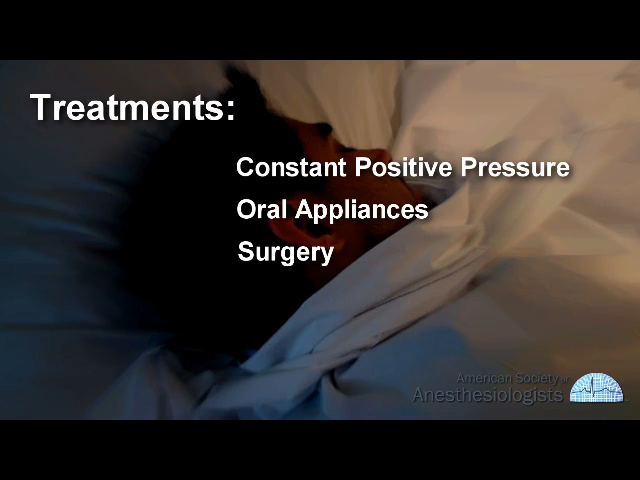 Treatments:
Constant Positive Pressure
Oral Appliances
Surgery
American Society of
Anesthesiologists